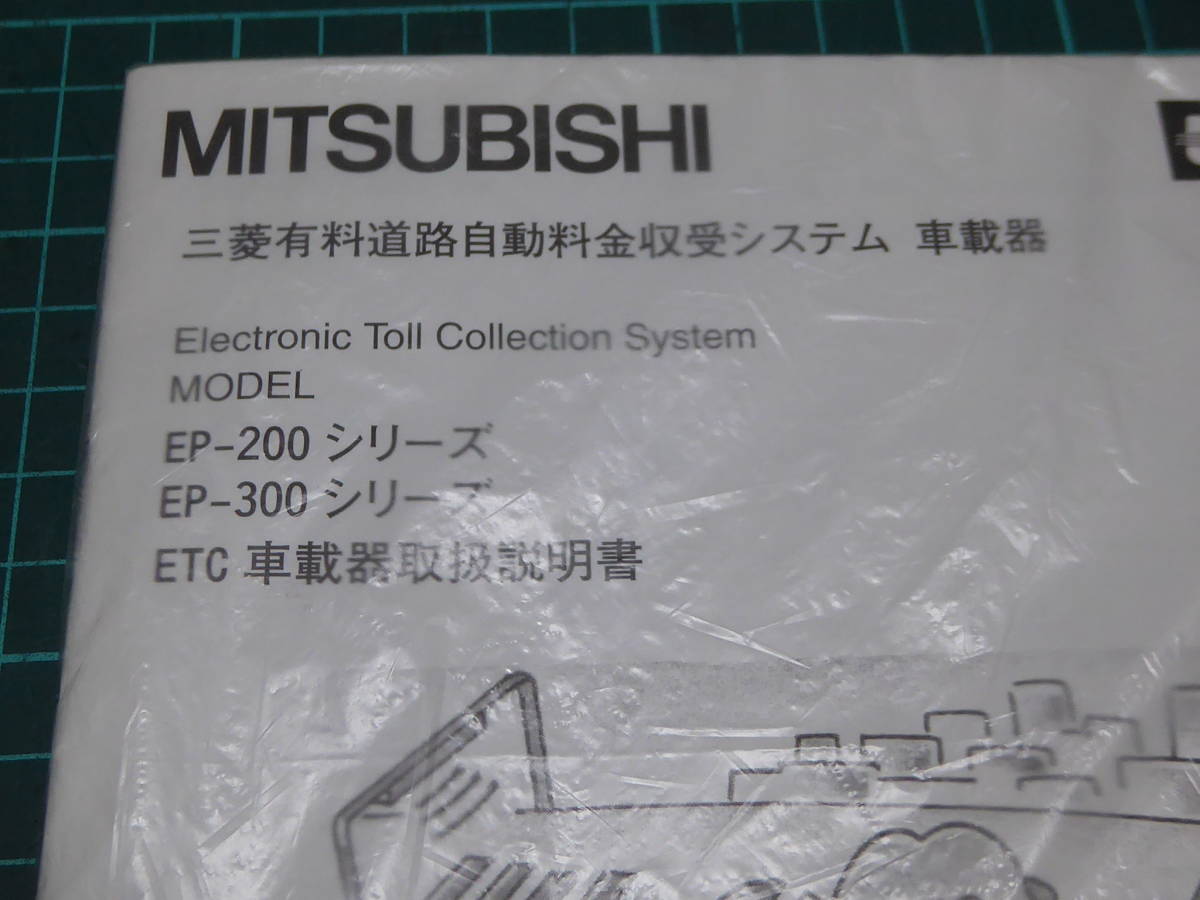 MITSUBISHI
三菱有料道路自動料金収受システム 車載器
Electronic Toll Collection System
MODEL
EP-200 シリーズ
EP-300 シリーズ
ETC 車載器取扱説明書